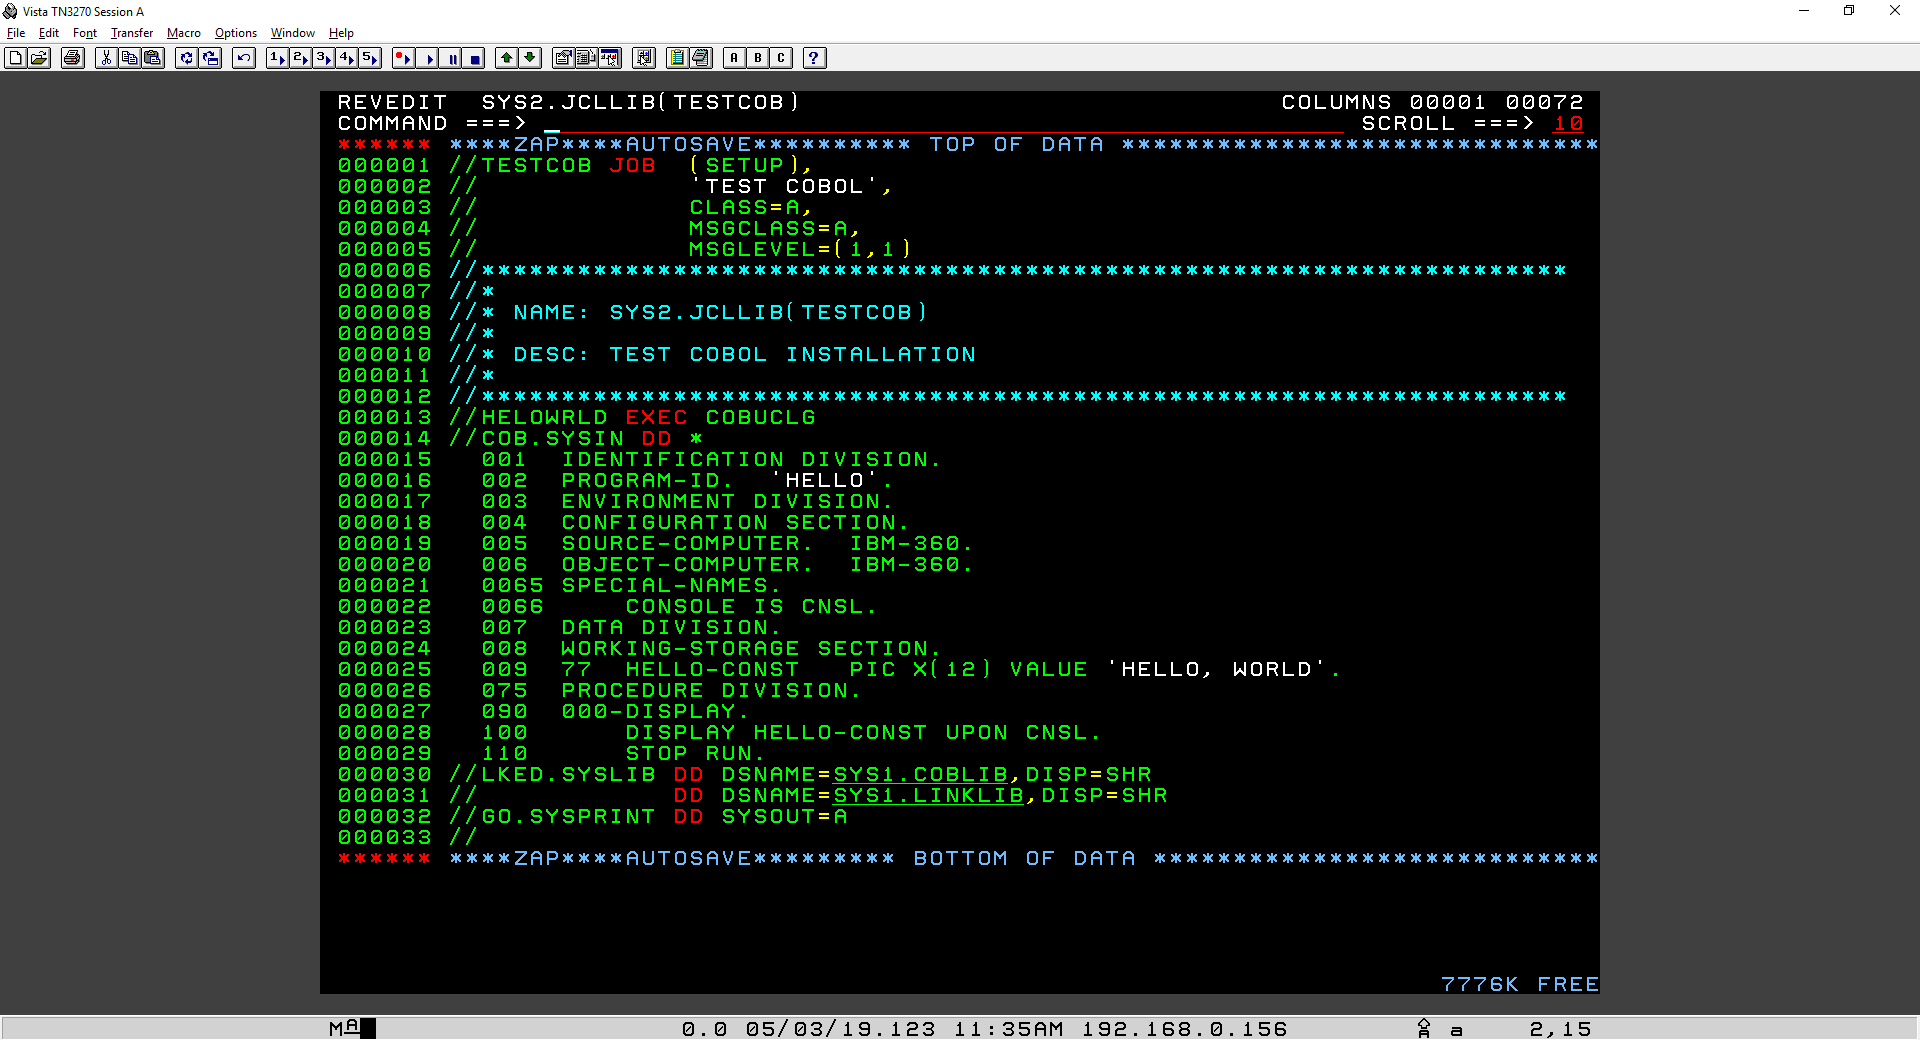 Vista TN3270 Session A
File Edit Font Transfer Macro Options Window Help
1 2 3 4 5 A B C ?
REVEDIT  SYS2.JCLLIB(TESTCOB)                              COLUMNS 00001 00072
COMMAND ===>                                                    SCROLL ===> 10
****** ****ZAP****AUTOSAVE********** TOP OF DATA ******************************
000001 //TESTCOB JOB  (SETUP),
000002 //             'TEST COBOL',
000003 //             CLASS=A,
000004 //             MSGCLASS=A,
000005 //             MSGLEVEL=(1,1)
000006 //********************************************************************
000007 //*
000008 //* NAME: SYS2.JCLLIB(TESTCOB)
000009 //*
000010 //* DESC: TEST COBOL INSTALLATION
000011 //*
000012 //********************************************************************
000013 //HELOWRLD EXEC COBUCLG
000014 //COB.SYSIN DD *
000015   001  IDENTIFICATION DIVISION.
000016   002  PROGRAM-ID.  'HELLO'.
000017   003  ENVIRONMENT DIVISION.
000018   004  CONFIGURATION SECTION.
000019   005  SOURCE-COMPUTER.  IBM-360.
000020   006  OBJECT-COMPUTER.  IBM-360.
000021   0065 SPECIAL-NAMES.
000022   0066     CONSOLE IS CNSL.
000023   007  DATA DIVISION.
000024   008  WORKING-STORAGE SECTION.
000025   009  77  HELLO-CONST   PIC X(12) VALUE 'HELLO, WORLD'.
000026   075  PROCEDURE DIVISION.
000027   090  000-DISPLAY.
000028   100      DISPLAY HELLO-CONST UPON CNSL.
000029   110      STOP RUN.
000030 //LKED.SYSLIB DD DSNAME=SYS1.COBLIB,DISP=SHR
000031 //            DD DSNAME=SYS1.LINKLIB,DISP=SHR
000032 //GO.SYSPRINT DD SYSOUT=A
000033 //
****** ****ZAP****AUTOSAVE********* BOTTOM OF DATA ****************************
7776K FREE
MA 0.0 05/03/19.123 11:35AM 192.168.0.156 A a 2,15